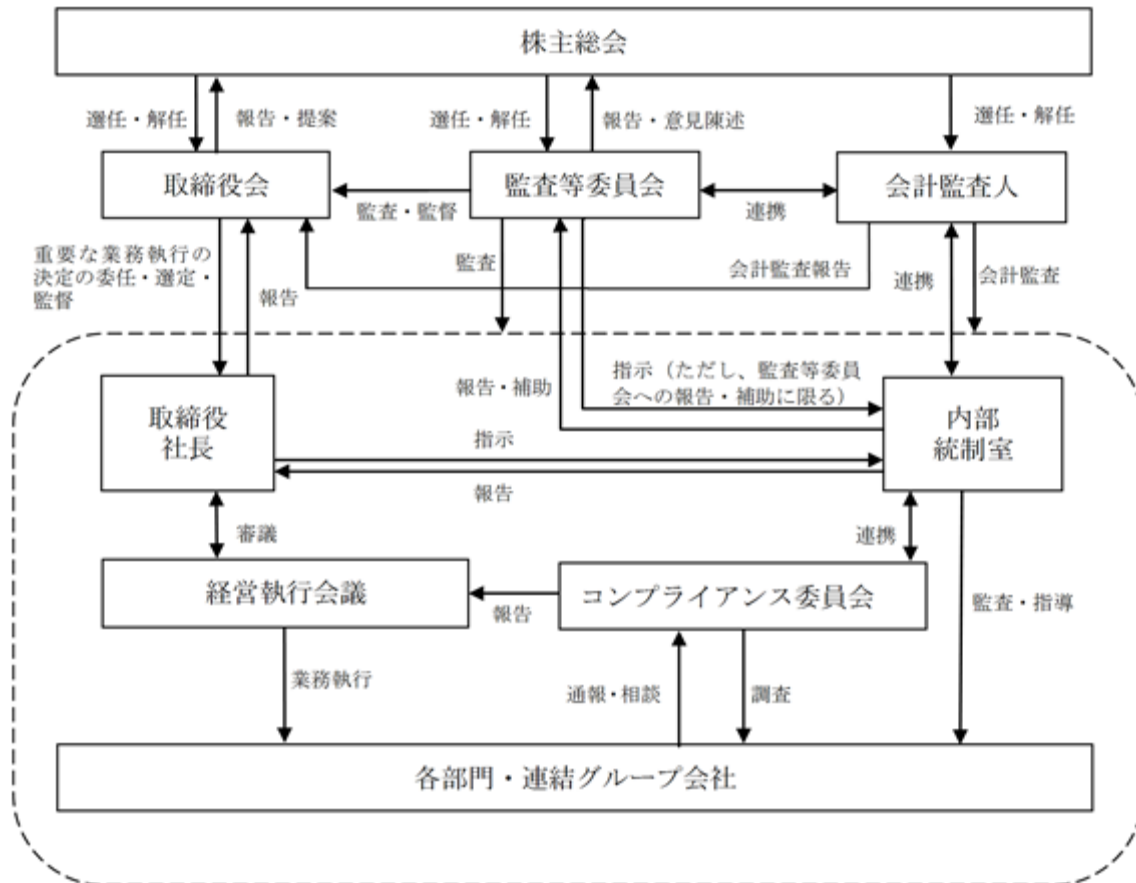 株主総会
選任・解任
報告・提案
選任・解任
報告・意見陳述
選任・解任
取締役会
監査等委員会
会計監査人
監査・監督
連携
重要な業務執行の
決定の委任・選定・
監督
報告
監査
会計監査報告
連携
会計監査
報告・補助
指示（ただし、監査等委員
会への報告・補助に限る）
取締役
社長
内部
統制室
指示
報告
審議
連携
経営執行会議
コンプライアンス委員会
報告
監査・指導
業務執行
通報・相談
調査
各部門・連結グループ会社